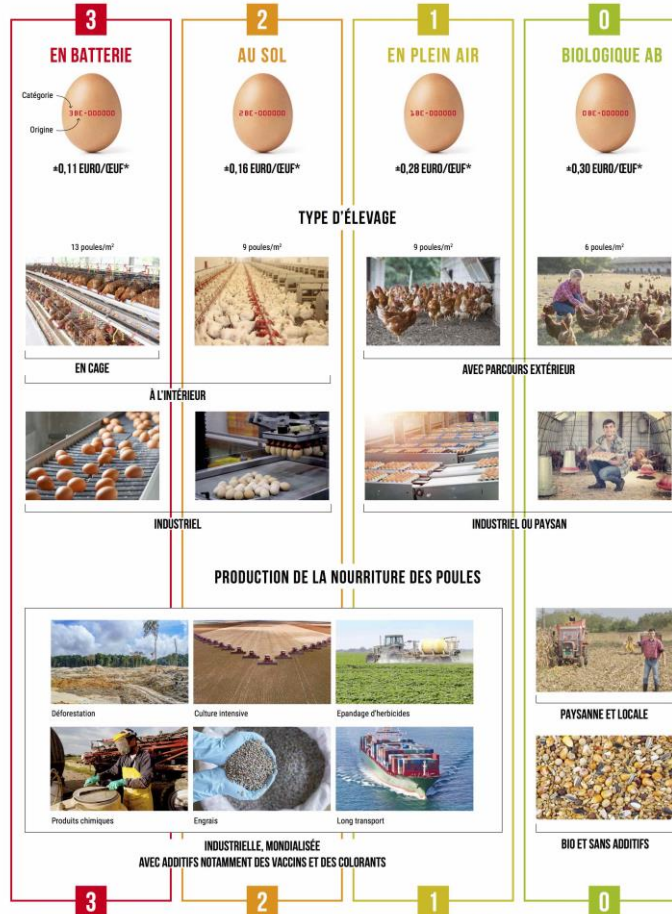 3
2
1
0
EN BATTERIE
AU SOL
EN PLEIN AIR
BIOLOGIQUE AB
Catégorie
Origine
3BE-000000
2BE-000000
1BE-000000
0BE-000000
±0,11 EURO/ŒUF*
±0,16 EURO/ŒUF*
±0,28 EURO/ŒUF*
±0,30 EURO/ŒUF*
TYPE D'ÉLEVAGE
13 poules/m²
9 poules/m²
9 poules/m²
6 poules/m²
EN CAGE
AVEC PARCOURS EXTÉRIEUR
À L'INTÉRIEUR
INDUSTRIEL
INDUSTRIEL OU PAYSAN
PRODUCTION DE LA NOURRITURE DES POULES
Déforestation
Culture intensive
Epandage d'herbicides
PAYSANNE ET LOCALE
Produits chimiques
Engrais
Long transport
BIO ET SANS ADDITIFS
INDUSTRIELLE, MONDIALISÉE
AVEC ADDITIFS NOTAMMENT DES VACCINS ET DES COLORANTS
3
2
1
0